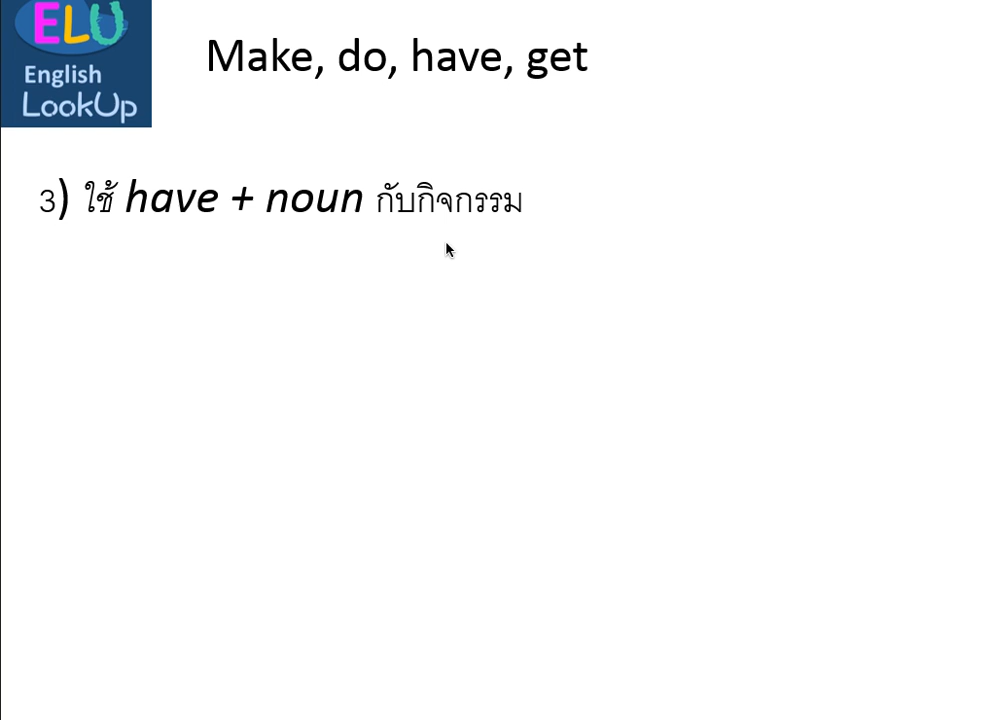 ELU
English
LookUp
Make, do, have, get
3) ใช้ have + noun กับกิจกรรม